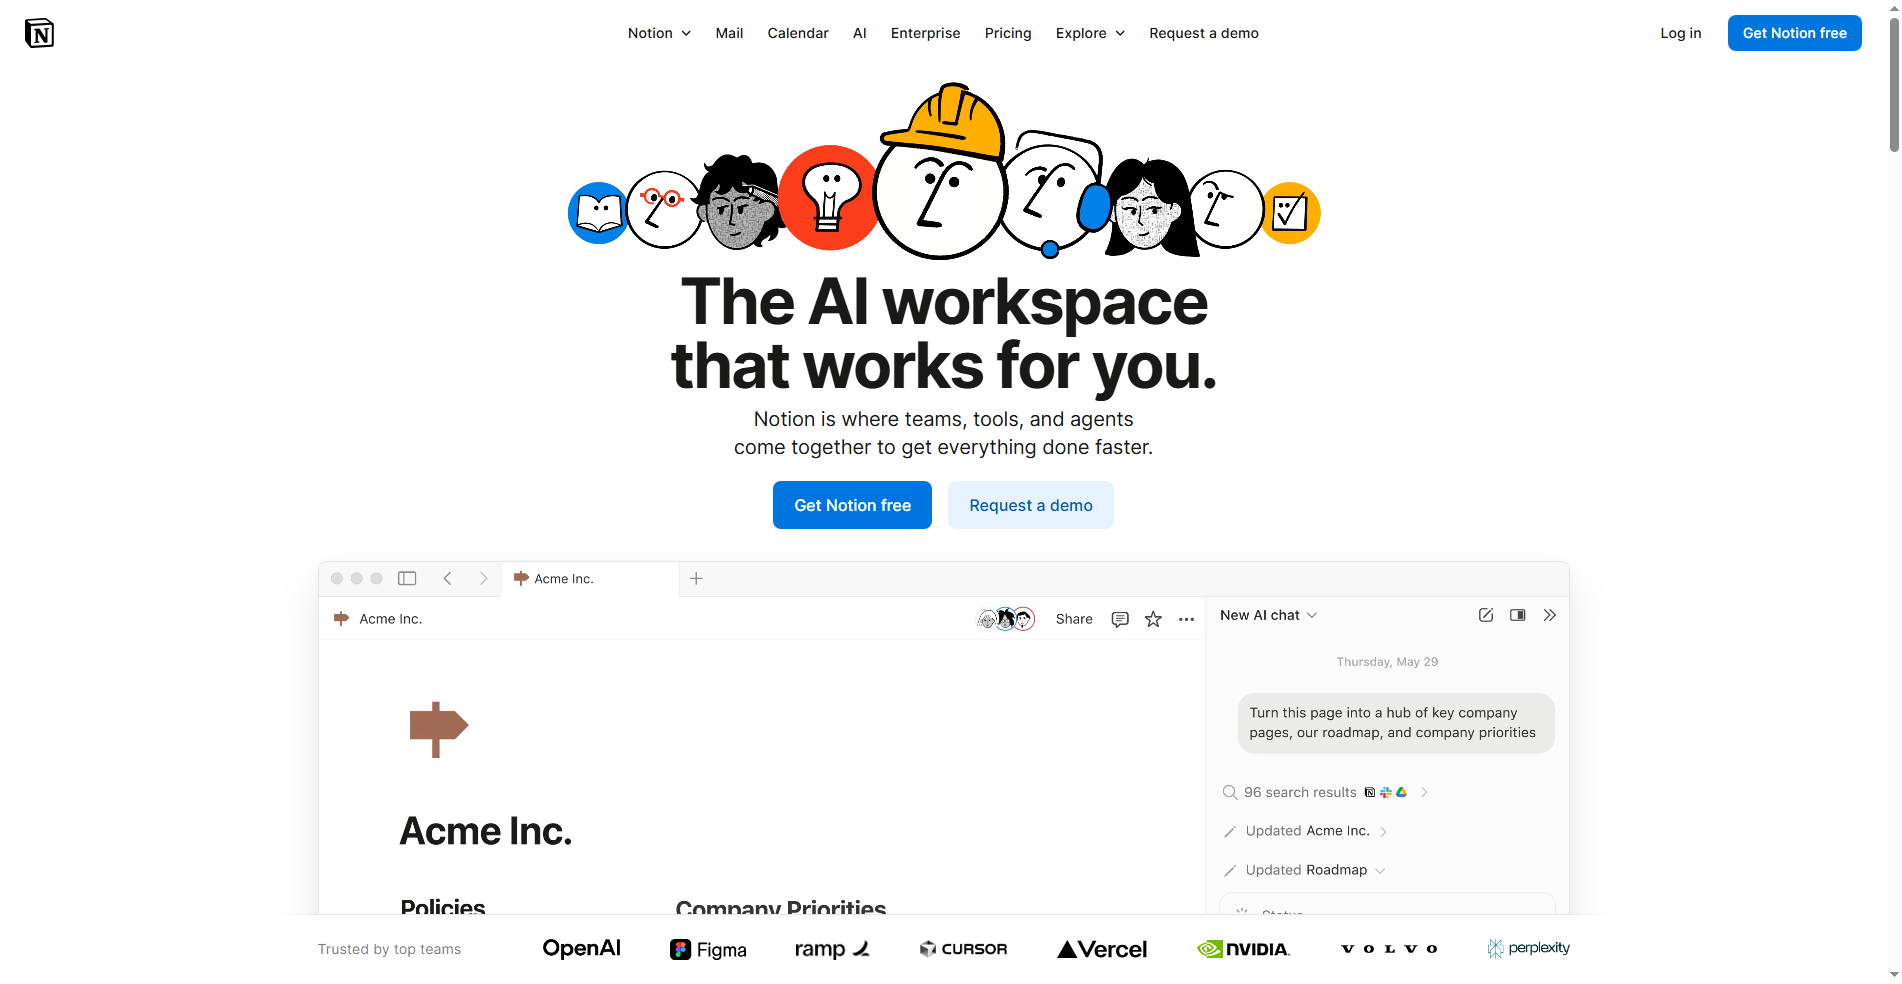 N
Notion Mail Calendar AI Enterprise Pricing Explore Request a demo
Log in
Get Notion free
The AI workspace
that works for you.
Notion is where teams, tools, and agents
come together to get everything done faster.
Get Notion free
Request a demo
Acme Inc.
Acme Inc.
Share
New AI chat
Thursday, May 29
Turn this page into a hub of key company
pages, our roadmap, and company priorities
96 search results
Updated Acme Inc.
Updated Roadmap
Status
Acme Inc.
Policies
Company Priorities
Trusted by top teams
OpenAI
Figma
ramp
CURSOR
Vercel
NVIDIA.
VOLVO
perplexity